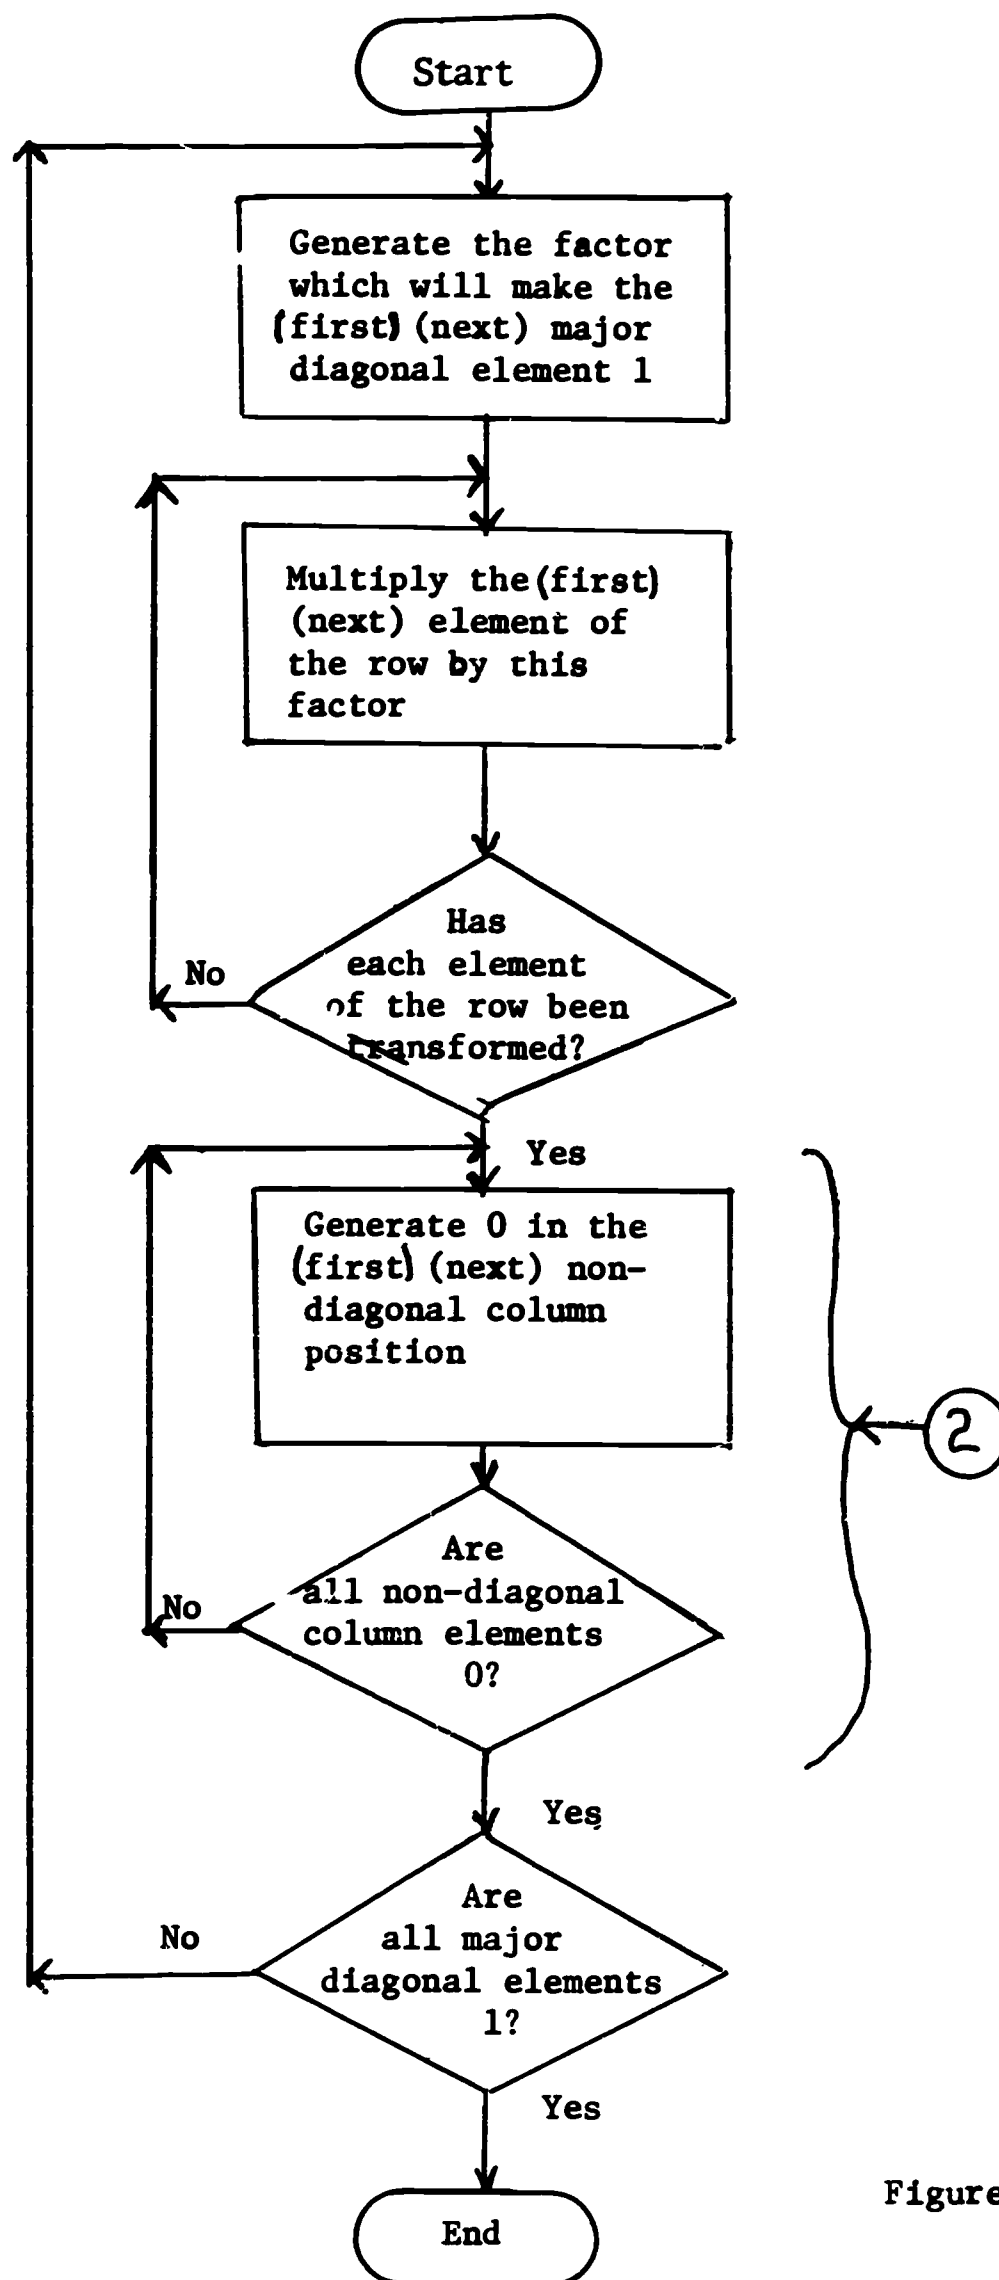 Start
Generate the factor
which will make the
(first) (next) major
diagonal element 1
Multiply the (first)
(next) element of
the row by this
factor
Has
each element
of the row been
transformed?
No
Yes
Generate 0 in the
(first) (next) non-
diagonal column
position
2
Are
all non-diagonal
column elements
0?
No
Yes
Are
all major
diagonal elements
1?
No
Yes
Figure
End